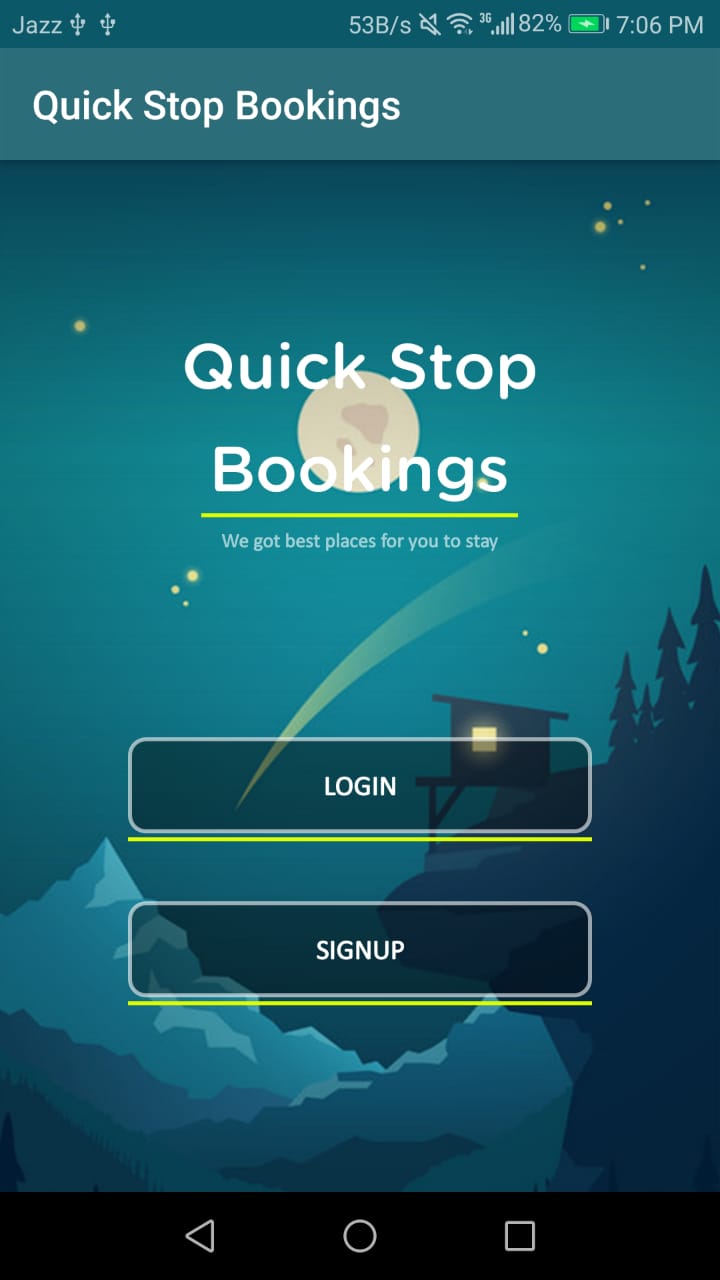 Jazz 53B/s 3G 82% 7:06 PM
Quick Stop Bookings
Quick Stop
Bookings
We got best places for you to stay
LOGIN
SIGNUP